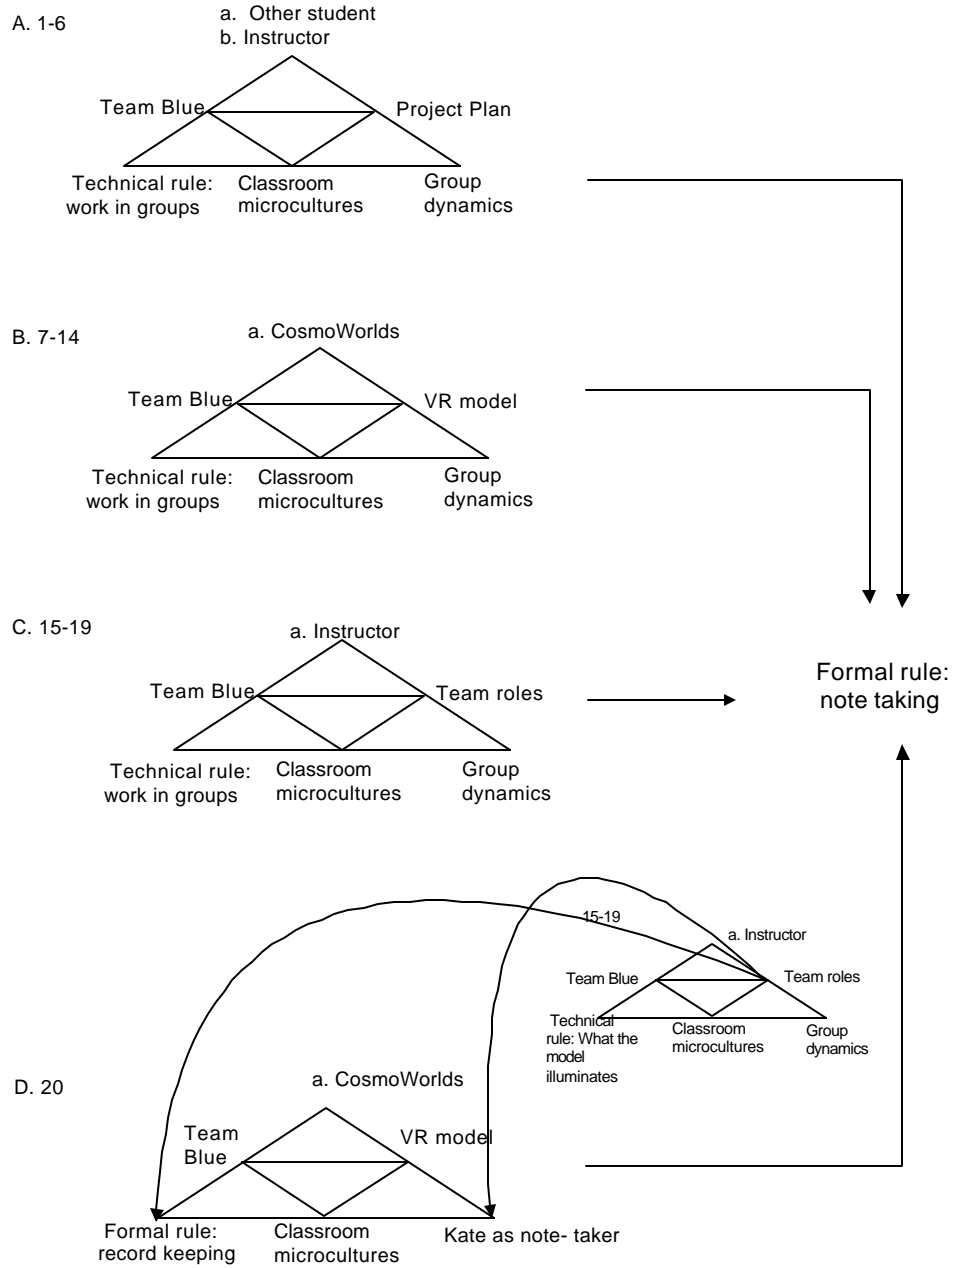 A. 1-6
a. Other student
b. Instructor
Team Blue
Project Plan
Technical rule:
work in groups
Classroom
microcultures
Group
dynamics
B. 7-14
a. CosmoWorlds
Team Blue
VR model
Technical rule:
work in groups
Classroom
microcultures
Group
dynamics
C. 15-19
a. Instructor
Team Blue
Team roles
Technical rule:
work in groups
Classroom
microcultures
Group
dynamics
Formal rule:
note taking
15-19
a. Instructor
Team Blue
Team roles
Technical
rule: What the
model
illuminates
Classroom
microcultures
Group
dynamics
D. 20
a. CosmoWorlds
Team
Blue
VR model
Formal rule:
record keeping
Classroom
microcultures
Kate as note- taker